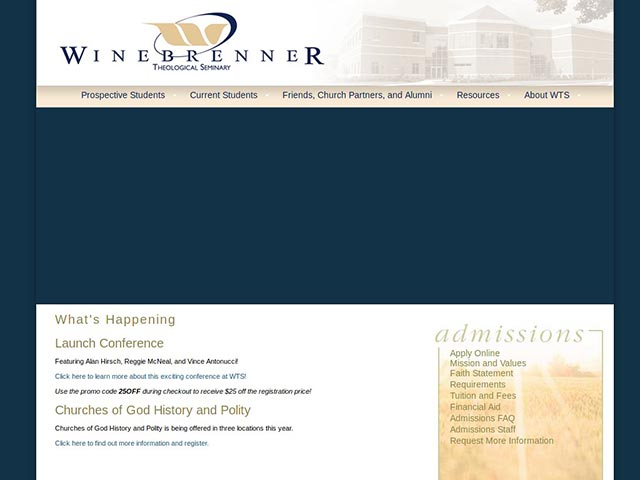 WINEBRENNER
THEOLOGICAL SEMINARY
Prospective Students
Current Students
Friends, Church Partners, and Alumni
Resources
About WTS
What's Happening
Launch Conference
Featuring Alan Hirsch, Reggie McNeal, and Vince Antonucci!
Click here to learn more about this exciting conference at WTS!
Use the promo code 25OFF during checkout to receive $25 off the registration price!
Churches of God History and Polity
Churches of God History and Polity is being offered in three locations this year.
Click here to find out more information and register.
admissions
Apply Online
Mission and Values
Faith Statement
Requirements
Tuition and Fees
Financial Aid
Admissions FAQ
Admissions Staff
Request More Information